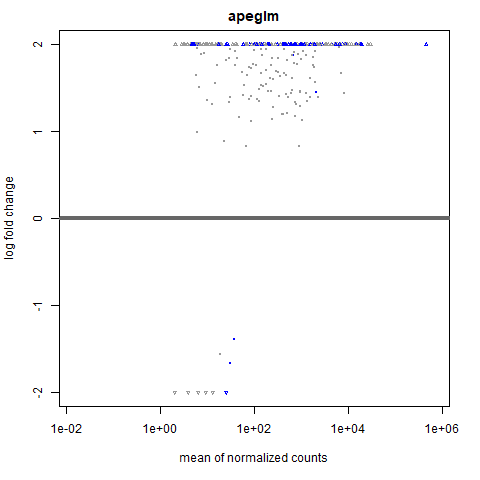 apeglm
2
1
0
-1
-2
log fold change
1e-02
1e+00
1e+02
1e+04
1e+06
mean of normalized counts